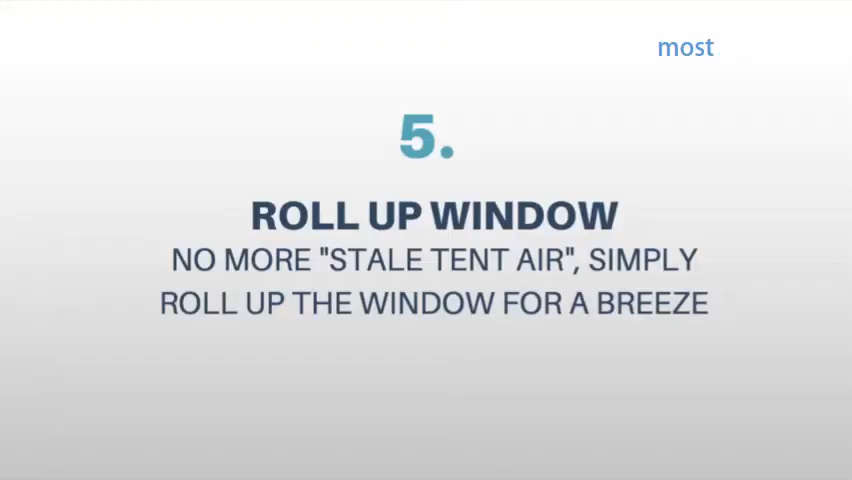 most
5.
ROLL UP WINDOW
NO MORE "STALE TENT AIR", SIMPLY
ROLL UP THE WINDOW FOR A BREEZE